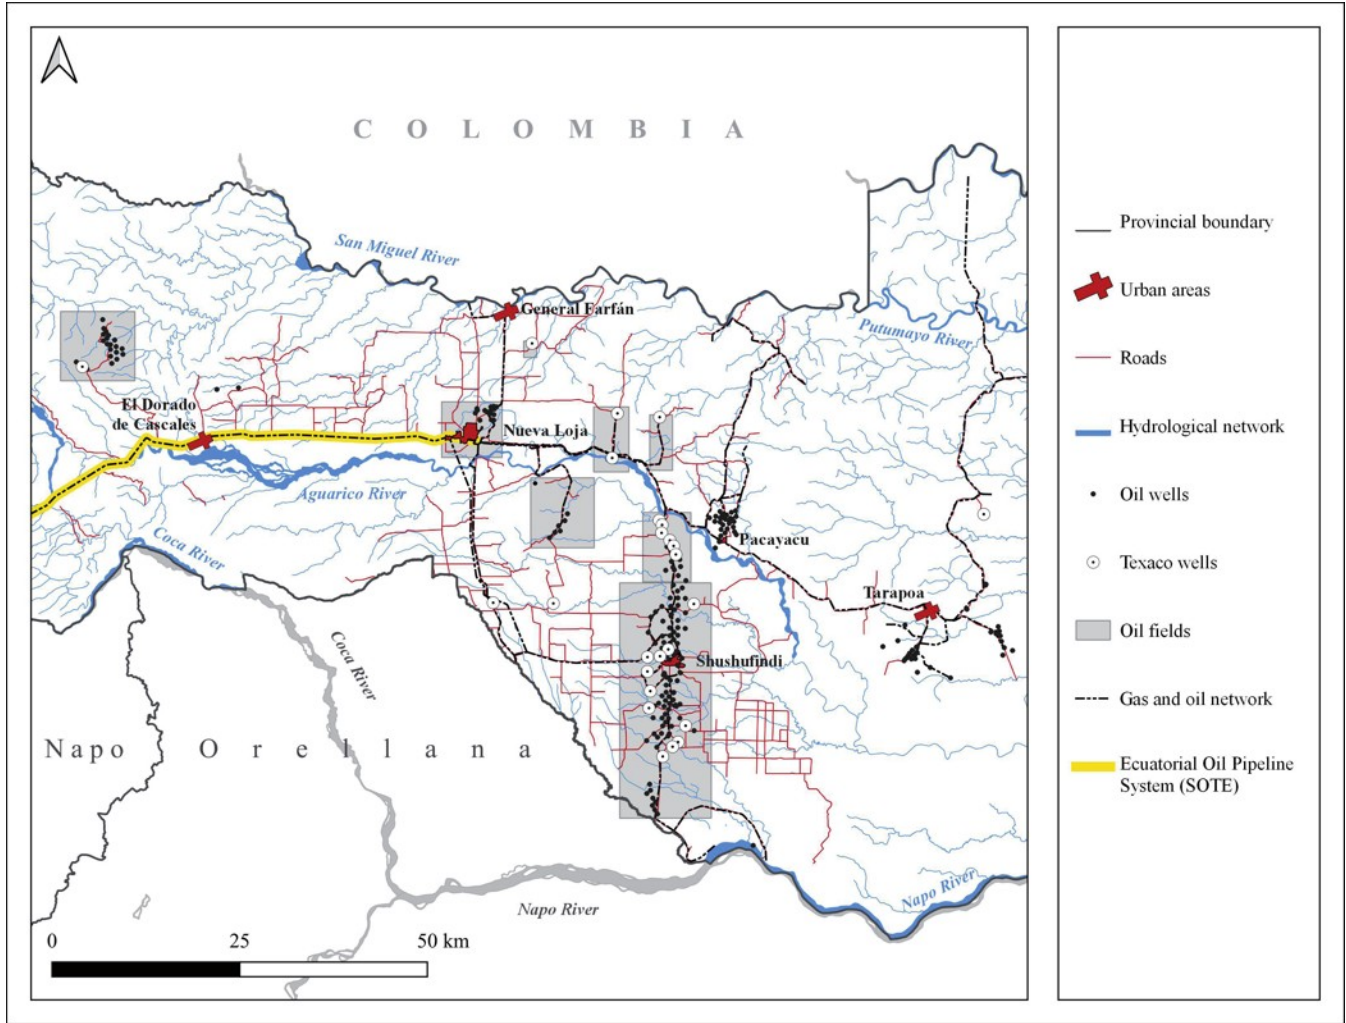 C O L O M B I A
San Miguel River
General Farfán
Putumayo River
El Dorado
de Cascales
Nueva Loja
Aguarico River
Coca River
Pacayacu
Tarapoa
Coca River
Shushufindi
Napo
O r e l l a n a
Napo River
Napo River
0 25 50 km
Provincial boundary
Urban areas
Roads
Hydrological network
Oil wells
Texaco wells
Oil fields
Gas and oil network
Ecuatorial Oil Pipeline
System (SOTE)